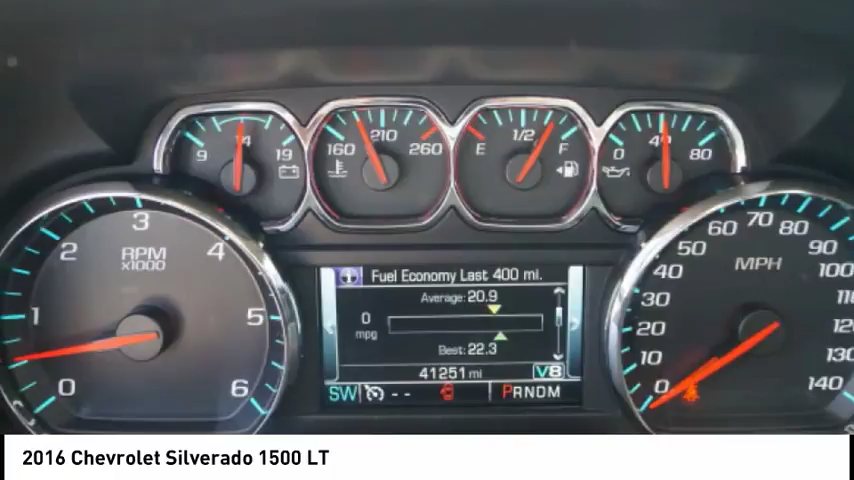 9 14 19
160 210 260
E 1/2 F
0 40 80
RPM
x1000
0 1 2 3 4 5 6
Fuel Economy Last 400 mi.
Average: 20.9
0
mpg
Best: 22.3
41251 mi
V8
SW -- PRNDM
MPH
0 10 20 30 40 50 60 70 80 90 100 130 140
2016 Chevrolet Silverado 1500 LT